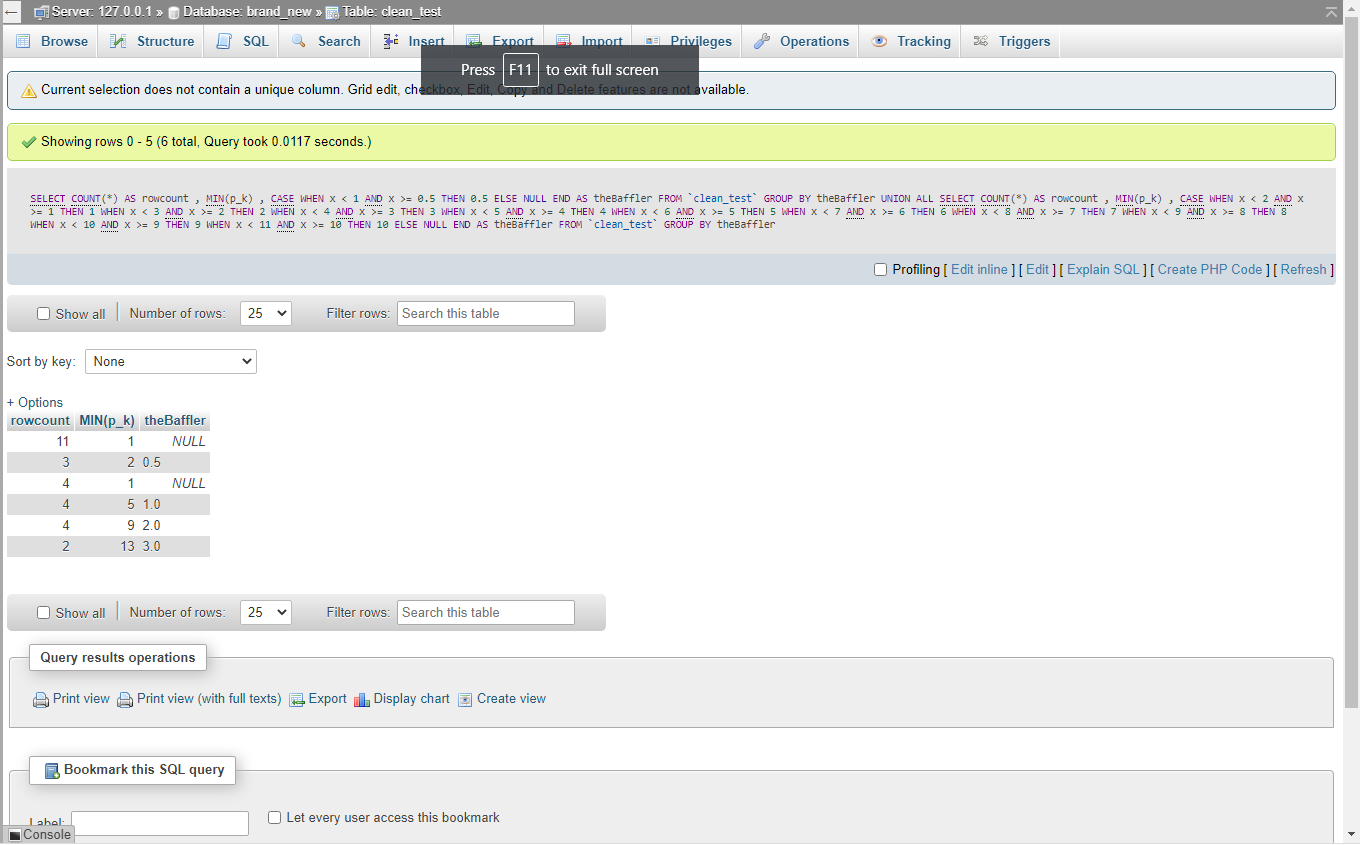 Server: 127.0.0.1 » Database: brand_new » Table: clean_test
Browse Structure SQL Search Insert Export Import Privileges Operations Tracking Triggers
Press F11 to exit full screen
Current selection does not contain a unique column. Grid edit, checkbox, Edit, Copy and Delete features are not available.
Showing rows 0 - 5 (6 total, Query took 0.0117 seconds.)
SELECT COUNT(*) AS rowcount , MIN(p_k) , CASE WHEN x < 1 AND x >= 0.5 THEN 0.5 ELSE NULL END AS theBaffler FROM `clean_test` GROUP BY theBaffler UNION ALL SELECT COUNT(*) AS rowcount , MIN(p_k) , CASE WHEN x < 2 AND x
>= 1 THEN 1 WHEN x < 3 AND x >= 2 THEN 2 WHEN x < 4 AND x >= 3 THEN 3 WHEN x < 5 AND x >= 4 THEN 4 WHEN x < 6 AND x >= 5 THEN 5 WHEN x < 7 AND x >= 6 THEN 6 WHEN x < 8 AND x >= 7 THEN 7 WHEN x < 9 AND x >= 8 THEN 8
WHEN x < 10 AND x >= 9 THEN 9 WHEN x < 11 AND x >= 10 THEN 10 ELSE NULL END AS theBaffler FROM `clean_test` GROUP BY theBaffler
Profiling [ Edit inline ] [ Edit ] [ Explain SQL ] [ Create PHP Code ] [ Refresh ]
Show all Number of rows: 25 Filter rows: Search this table
Sort by key: None
+ Options
rowcount MIN(p_k) theBaffler
11 1 NULL
3 2 0.5
4 1 NULL
4 5 1.0
4 9 2.0
2 13 3.0
Show all Number of rows: 25 Filter rows: Search this table
Query results operations
Print view Print view (with full texts) Export Display chart Create view
Bookmark this SQL query
Label: Let every user access this bookmark
Console